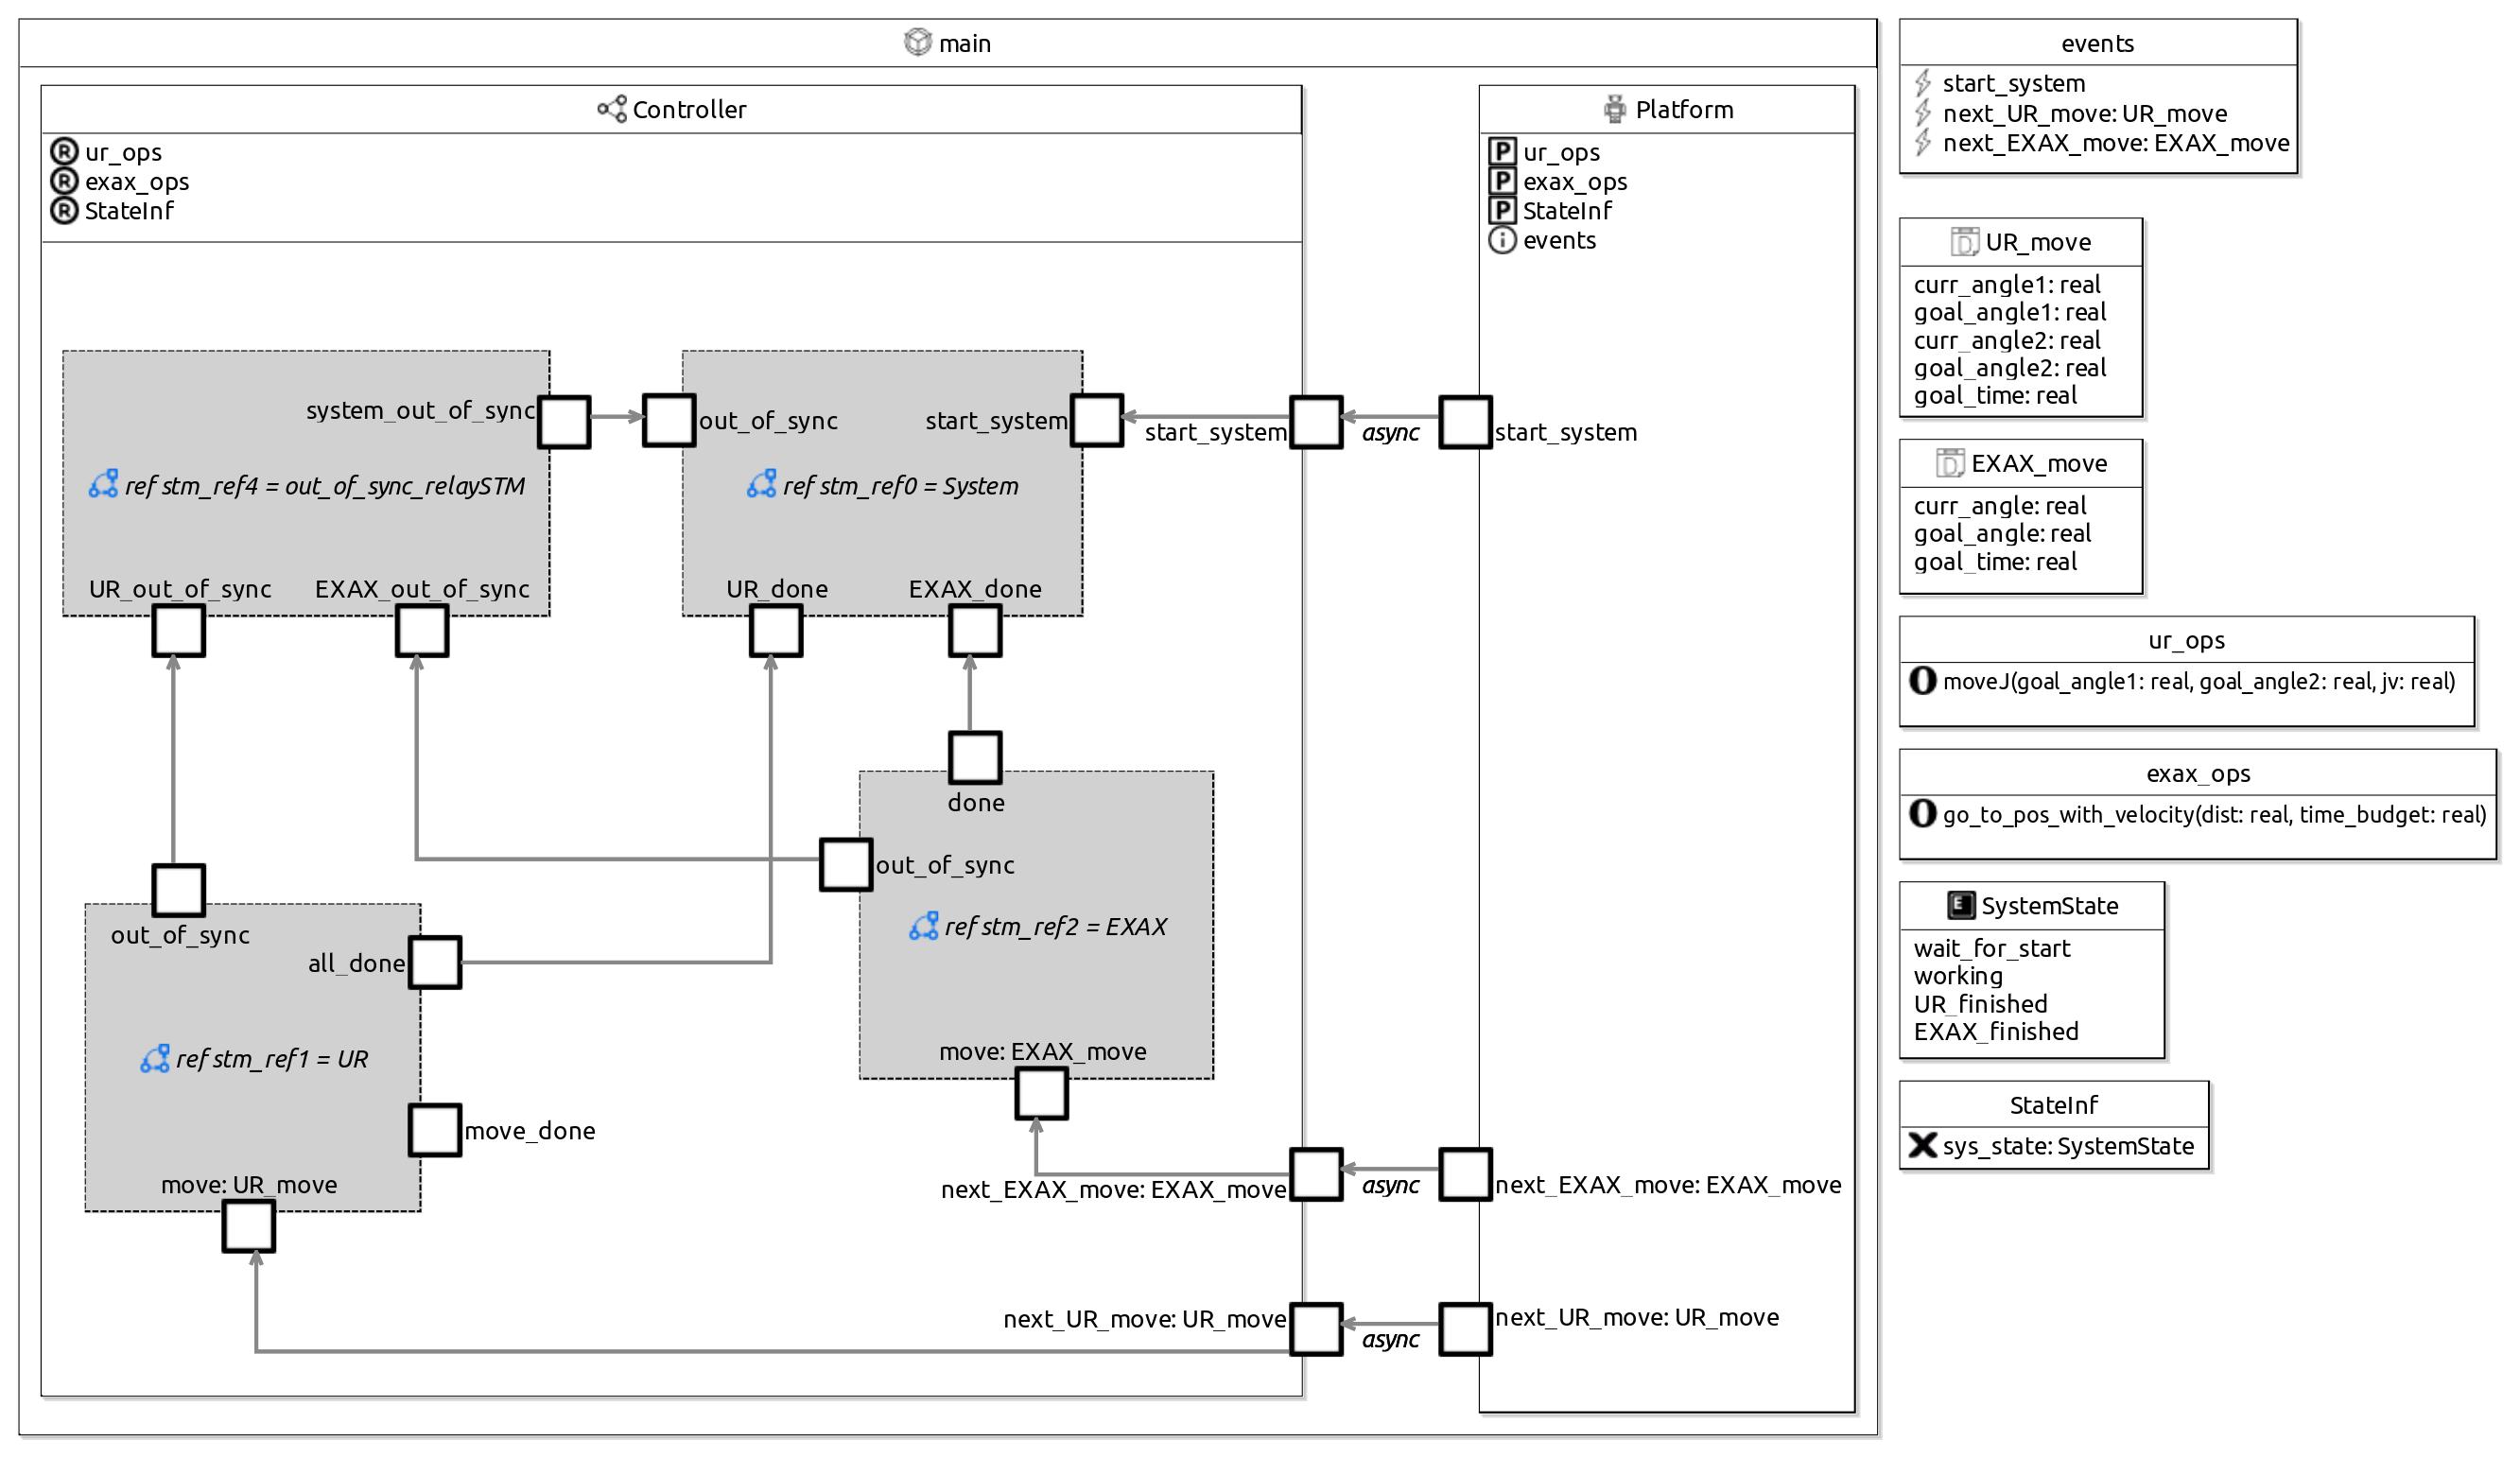 main
Controller
R ur_ops
R exax_ops
R StateInf
system_out_of_sync
ref stm_ref4 = out_of_sync_relaySTM
UR_out_of_sync
EXAX_out_of_sync
out_of_sync
start_system
ref stm_ref0 = System
UR_done
EXAX_done
start_system
async
start_system
done
out_of_sync
ref stm_ref2 = EXAX
move: EXAX_move
out_of_sync
all_done
ref stm_ref1 = UR
move_done
move: UR_move
next_EXAX_move: EXAX_move
async
next_EXAX_move: EXAX_move
next_UR_move: UR_move
async
next_UR_move: UR_move
Platform
P ur_ops
P exax_ops
P StateInf
i events
events
start_system
next_UR_move: UR_move
next_EXAX_move: EXAX_move
D UR_move
curr_angle1: real
goal_angle1: real
curr_angle2: real
goal_angle2: real
goal_time: real
D EXAX_move
curr_angle: real
goal_angle: real
goal_time: real
ur_ops
O moveJ(goal_angle1: real, goal_angle2: real, jv: real)
exax_ops
O go_to_pos_with_velocity(dist: real, time_budget: real)
E SystemState
wait_for_start
working
UR_finished
EXAX_finished
StateInf
X sys_state: SystemState